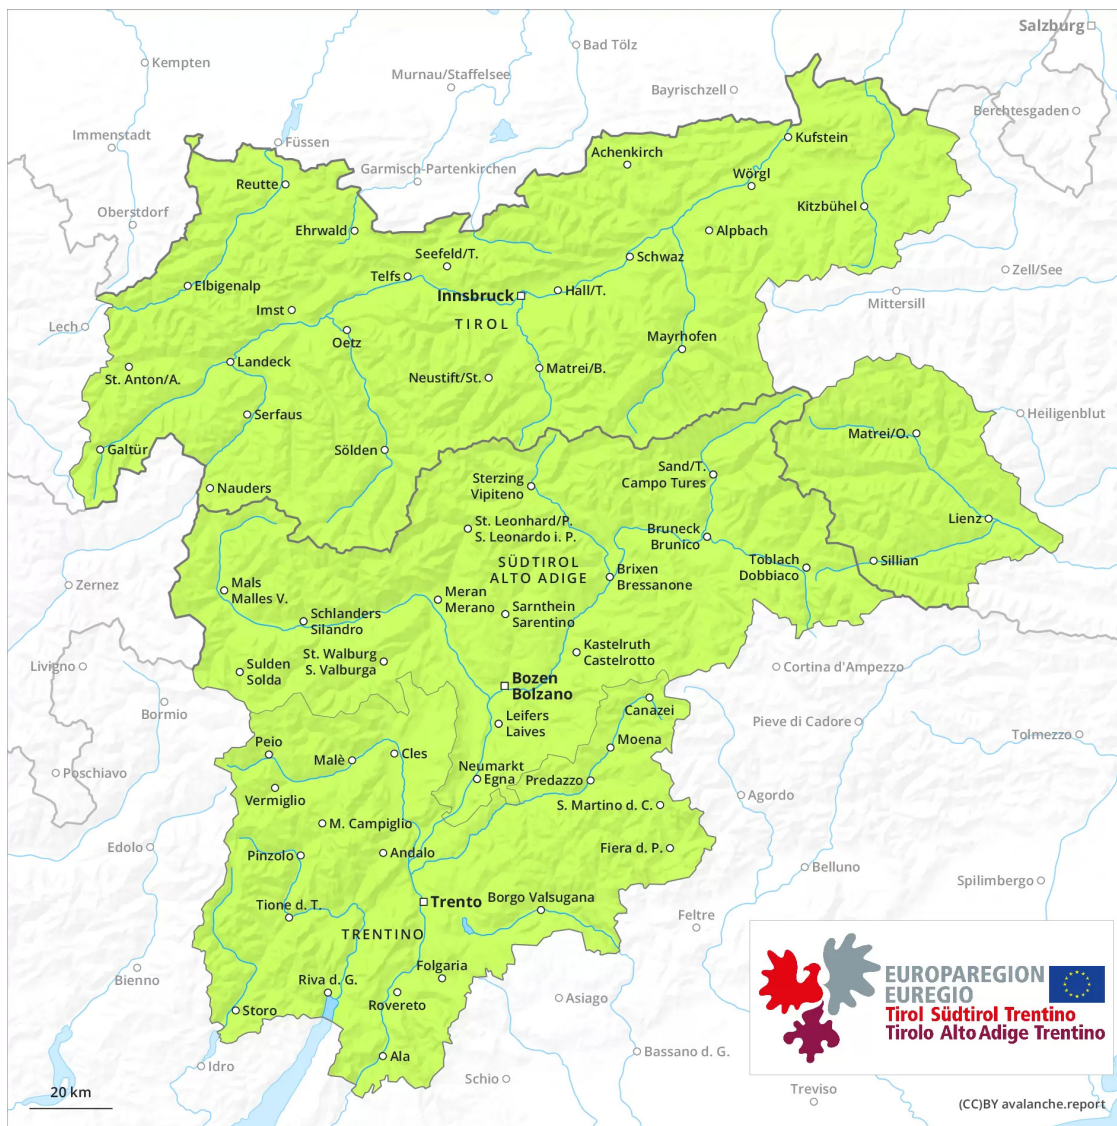 Salzburg
Bad Tölz
Kempten
Murnau/Staffelsee
Bayrischzell
Berchtesgaden
Immenstadt
Füssen
Kufstein
Achenkirch
Garmisch-Partenkirchen
Wörgl
Reutte
Kitzbühel
Oberstdorf
Ehrwald
Alpbach
Seefeld/T.
Schwaz
Zell/See
Telfs
Elbigenalp
Hall/T.
Innsbruck
Mittersill
Imst
TIROL
Lech
Oetz
Mayrhofen
Landeck
Matrei/B.
St. Anton/A.
Neustift/St.
Serfaus
Heiligenblut
Matrei/O.
Galtür
Sölden
Sand/T.
Campo Tures
Sterzing
Vipiteno
Nauders
Lienz
St. Leonhard/P.
S. Leonardo i. P.
Bruneck
Brunico
SÜDTIROL
ALTO ADIGE
Toblach
Dobbiaco
Sillian
Brixen
Bressanone
Zernez
Mals
Malles V.
Meran
Merano
Schlanders
Silandro
Sarnthein
Sarentino
Kastelruth
Castelrotto
St. Walburg
S. Valburga
Livigno
Sulden
Solda
Cortina d'Ampezzo
Bozen
Bolzano
Bormio
Canazei
Leifers
Laives
Pieve di Cadore
Tolmezzo
Peio
Moena
Cles
Malè
Poschiavo
Neumarkt
Egna
Predazzo
Vermiglio
Agordo
S. Martino d. C.
M. Campiglio
Edolo
Fiera d. P.
Pinzolo
Andalo
Belluno
Spilimbergo
Borgo Valsugana
Trento
Tione d. T.
Feltre
TRENTINO
Folgaria
Bienno
Riva d. G.
EUROPAREGION
EUREGIO
Tirol Südtirol Trentino
Tirolo Alto Adige Trentino
Rovereto
Asiago
Storo
Bassano d. G.
Ala
Idro
Schio
Treviso
20 km
(CC)BY avalanche.report